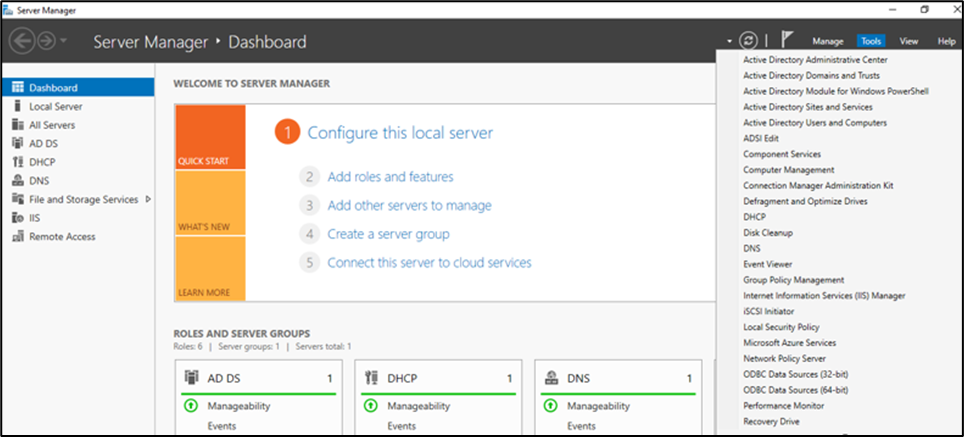 Server Manager
Server Manager • Dashboard
Manage Tools View Help
Dashboard
Local Server
All Servers
AD DS
DHCP
DNS
File and Storage Services
IIS
Remote Access
WELCOME TO SERVER MANAGER
QUICK START
WHAT'S NEW
LEARN MORE
1 Configure this local server
2 Add roles and features
3 Add other servers to manage
4 Create a server group
5 Connect this server to cloud services
ROLES AND SERVER GROUPS
Roles: 6 | Server groups: 1 | Servers total: 1
AD DS 1
Manageability
Events
DHCP 1
Manageability
Events
DNS 1
Manageability
Events
Active Directory Administrative Center
Active Directory Domains and Trusts
Active Directory Module for Windows PowerShell
Active Directory Sites and Services
Active Directory Users and Computers
ADSI Edit
Component Services
Computer Management
Connection Manager Administration Kit
Defragment and Optimize Drives
DHCP
Disk Cleanup
DNS
Event Viewer
Group Policy Management
Internet Information Services (IIS) Manager
iSCSI Initiator
Local Security Policy
Microsoft Azure Services
Network Policy Server
ODBC Data Sources (32-bit)
ODBC Data Sources (64-bit)
Performance Monitor
Recovery Drive